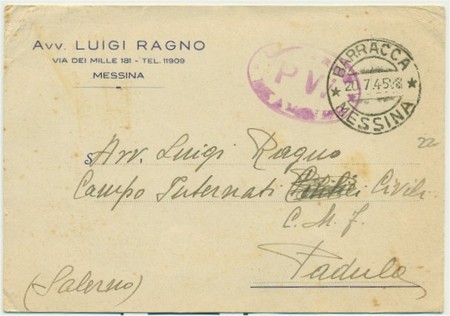 Avv. LUIGI RAGNO
VIA DEI MILLE 181 - TEL. 11909
MESSINA
P V
BARRACCA
20.7.45
MESSINA
22
Avv. Luigi Ragno
Campo Internati Civili
C. M. F.
Padula
(Salerno)